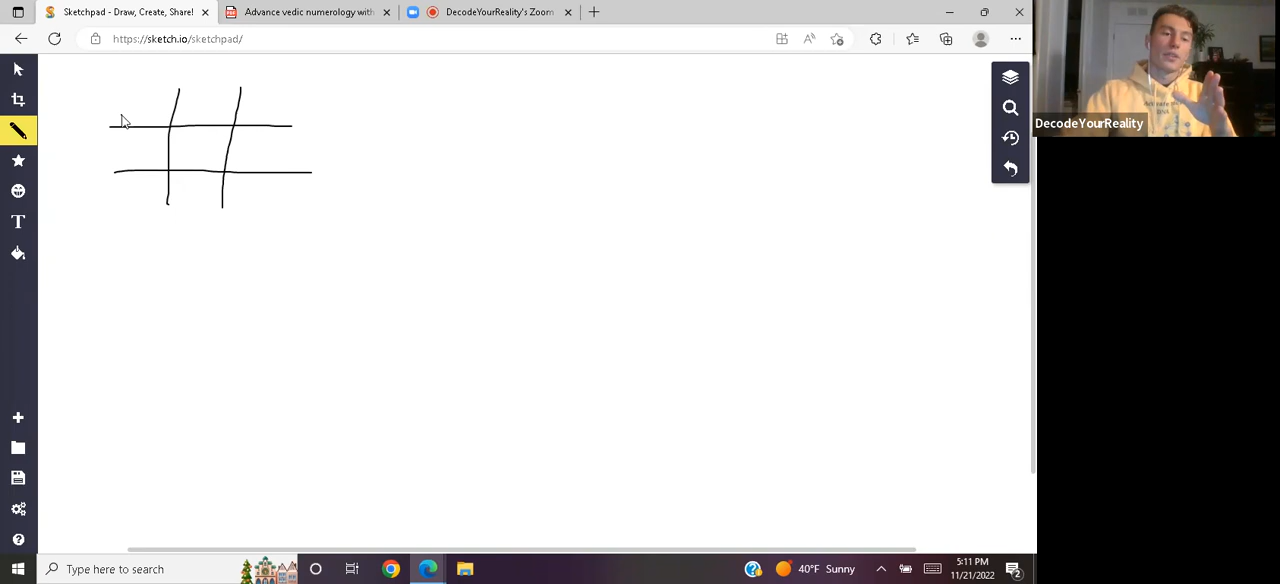 Sketchpad - Draw, Create, Share!
Advance vedic numerology with
DecodeYourReality's Zoom
https://sketch.io/sketchpad/
DecodeYourReality
T
Type here to search
40°F Sunny
5:11 PM
11/21/2022
2